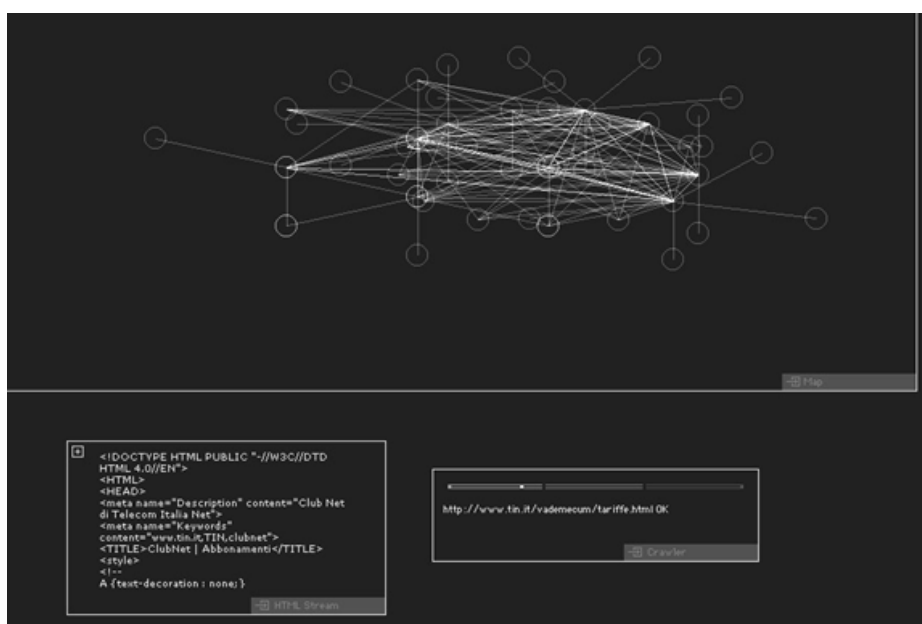 Map
<!DOCTYPE HTML PUBLIC "-//W3C//DTD
HTML 4.0//EN">
<HTML>
<HEAD>
<meta name="Description" content="Club Net
di Telecom Italia Net">
<meta name="Keywords"
content="www.tin.it,TIN,clubnet">
<TITLE>ClubNet | Abbonamenti</TITLE>
<style>
<!--
A {text-decoration : none; }
HTML Stream
http://www.tin.it/vademecum/tariffe.html OK
Crawler